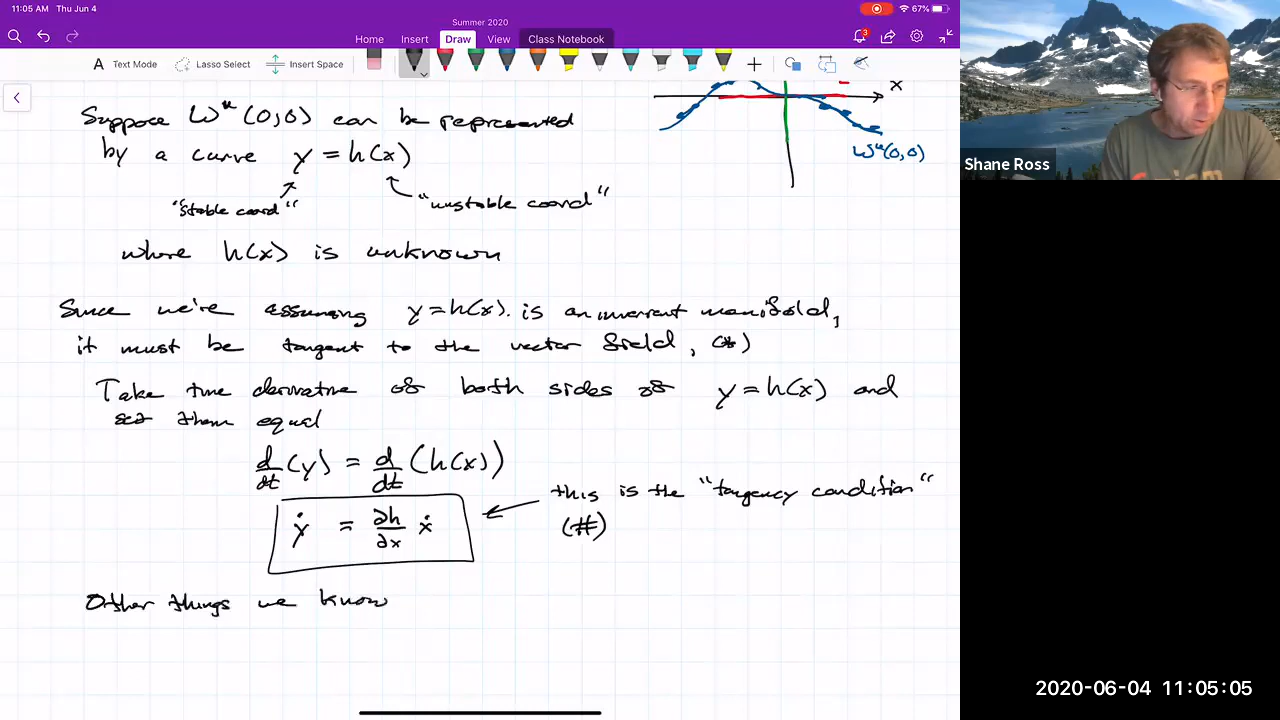 11:05 AM Thu Jun 4
67%
Summer 2020
Home Insert Draw View Class Notebook
3
A Text Mode Lasso Select Insert Space
Suppose Wᵘ(0,0) can be represented
by a curve y = h(x)
"stable coord" "unstable coord"
where h(x) is unknown
x
Wᵘ(0,0)
Since we're assuming y = h(x). is an invariant manifold,
it must be tangent to the vector field, (*)
Take time derivative of both sides of y = h(x) and
set them equal
d/dt (y) = d/dt (h(x))
ẏ = ∂h/∂x ẋ
this is the "tangency condition"
(#)
Other things we know
Shane Ross
2020-06-04 11:05:05